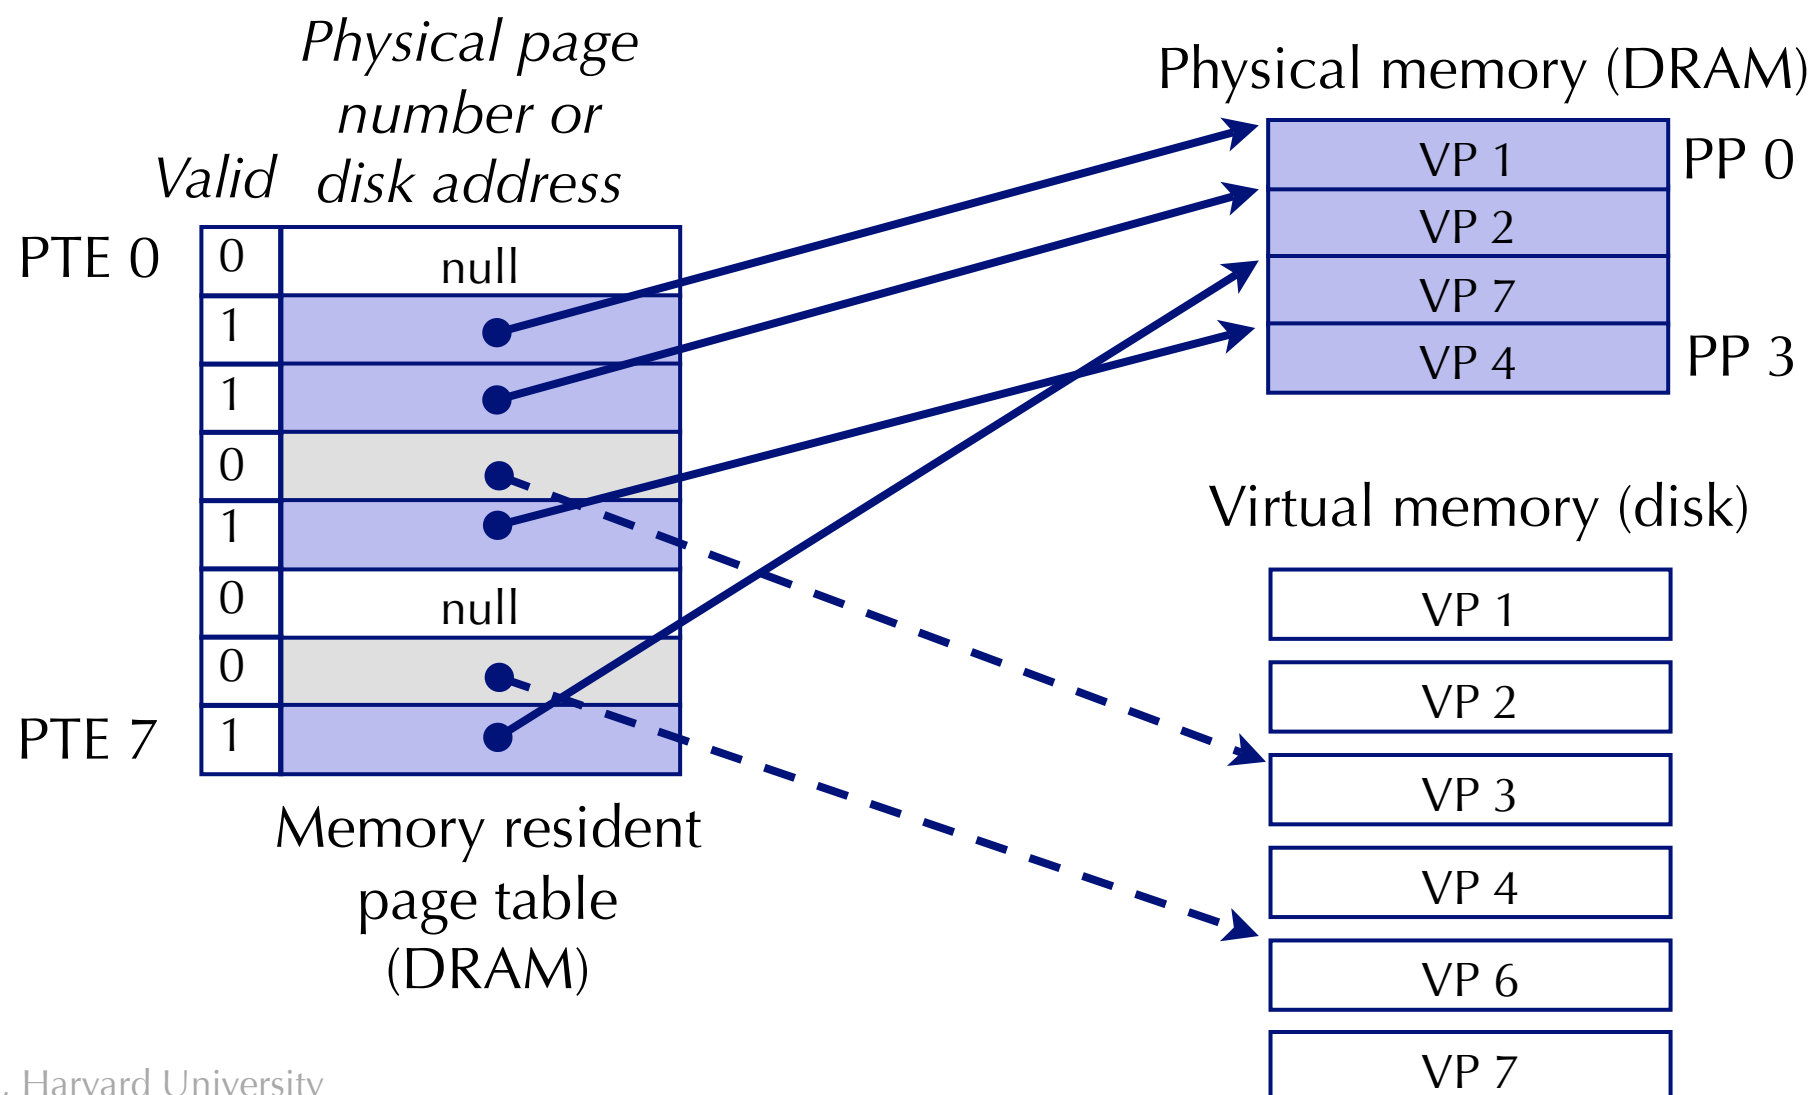 Physical page
number or
disk address
Valid
Physical memory (DRAM)
PTE 0
0
null
1
1
0
1
0
null
0
PTE 7
1
Memory resident
page table
(DRAM)
VP 1
PP 0
VP 2
VP 7
VP 4
PP 3
Virtual memory (disk)
VP 1
VP 2
VP 3
VP 4
VP 6
VP 7
, Harvard University